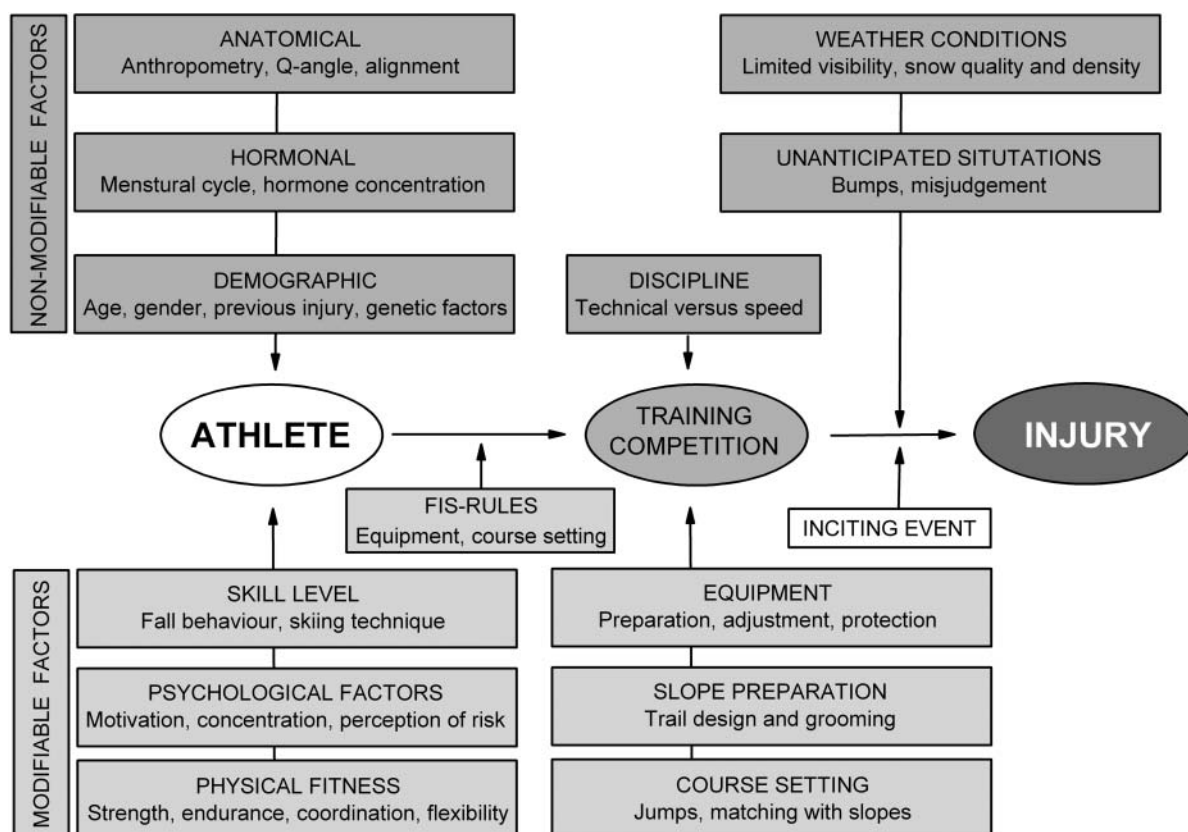 NON-MODIFIABLE FACTORS
ANATOMICAL
Anthropometry, Q-angle, alignment
HORMONAL
Menstural cycle, hormone concentration
DEMOGRAPHIC
Age, gender, previous injury, genetic factors
WEATHER CONDITIONS
Limited visibility, snow quality and density
UNANTICIPATED SITUTATIONS
Bumps, misjudgement
DISCIPLINE
Technical versus speed
ATHLETE
TRAINING
COMPETITION
INJURY
FIS-RULES
Equipment, course setting
INCITING EVENT
MODIFIABLE FACTORS
SKILL LEVEL
Fall behaviour, skiing technique
PSYCHOLOGICAL FACTORS
Motivation, concentration, perception of risk
PHYSICAL FITNESS
Strength, endurance, coordination, flexibility
EQUIPMENT
Preparation, adjustment, protection
SLOPE PREPARATION
Trail design and grooming
COURSE SETTING
Jumps, matching with slopes